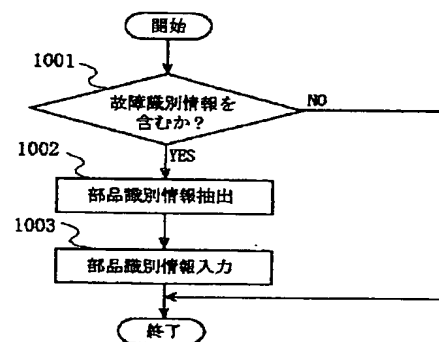 開始
1001
故障識別情報を
含むか？
NO
YES
1002
部品識別情報抽出
1003
部品識別情報入力
終了